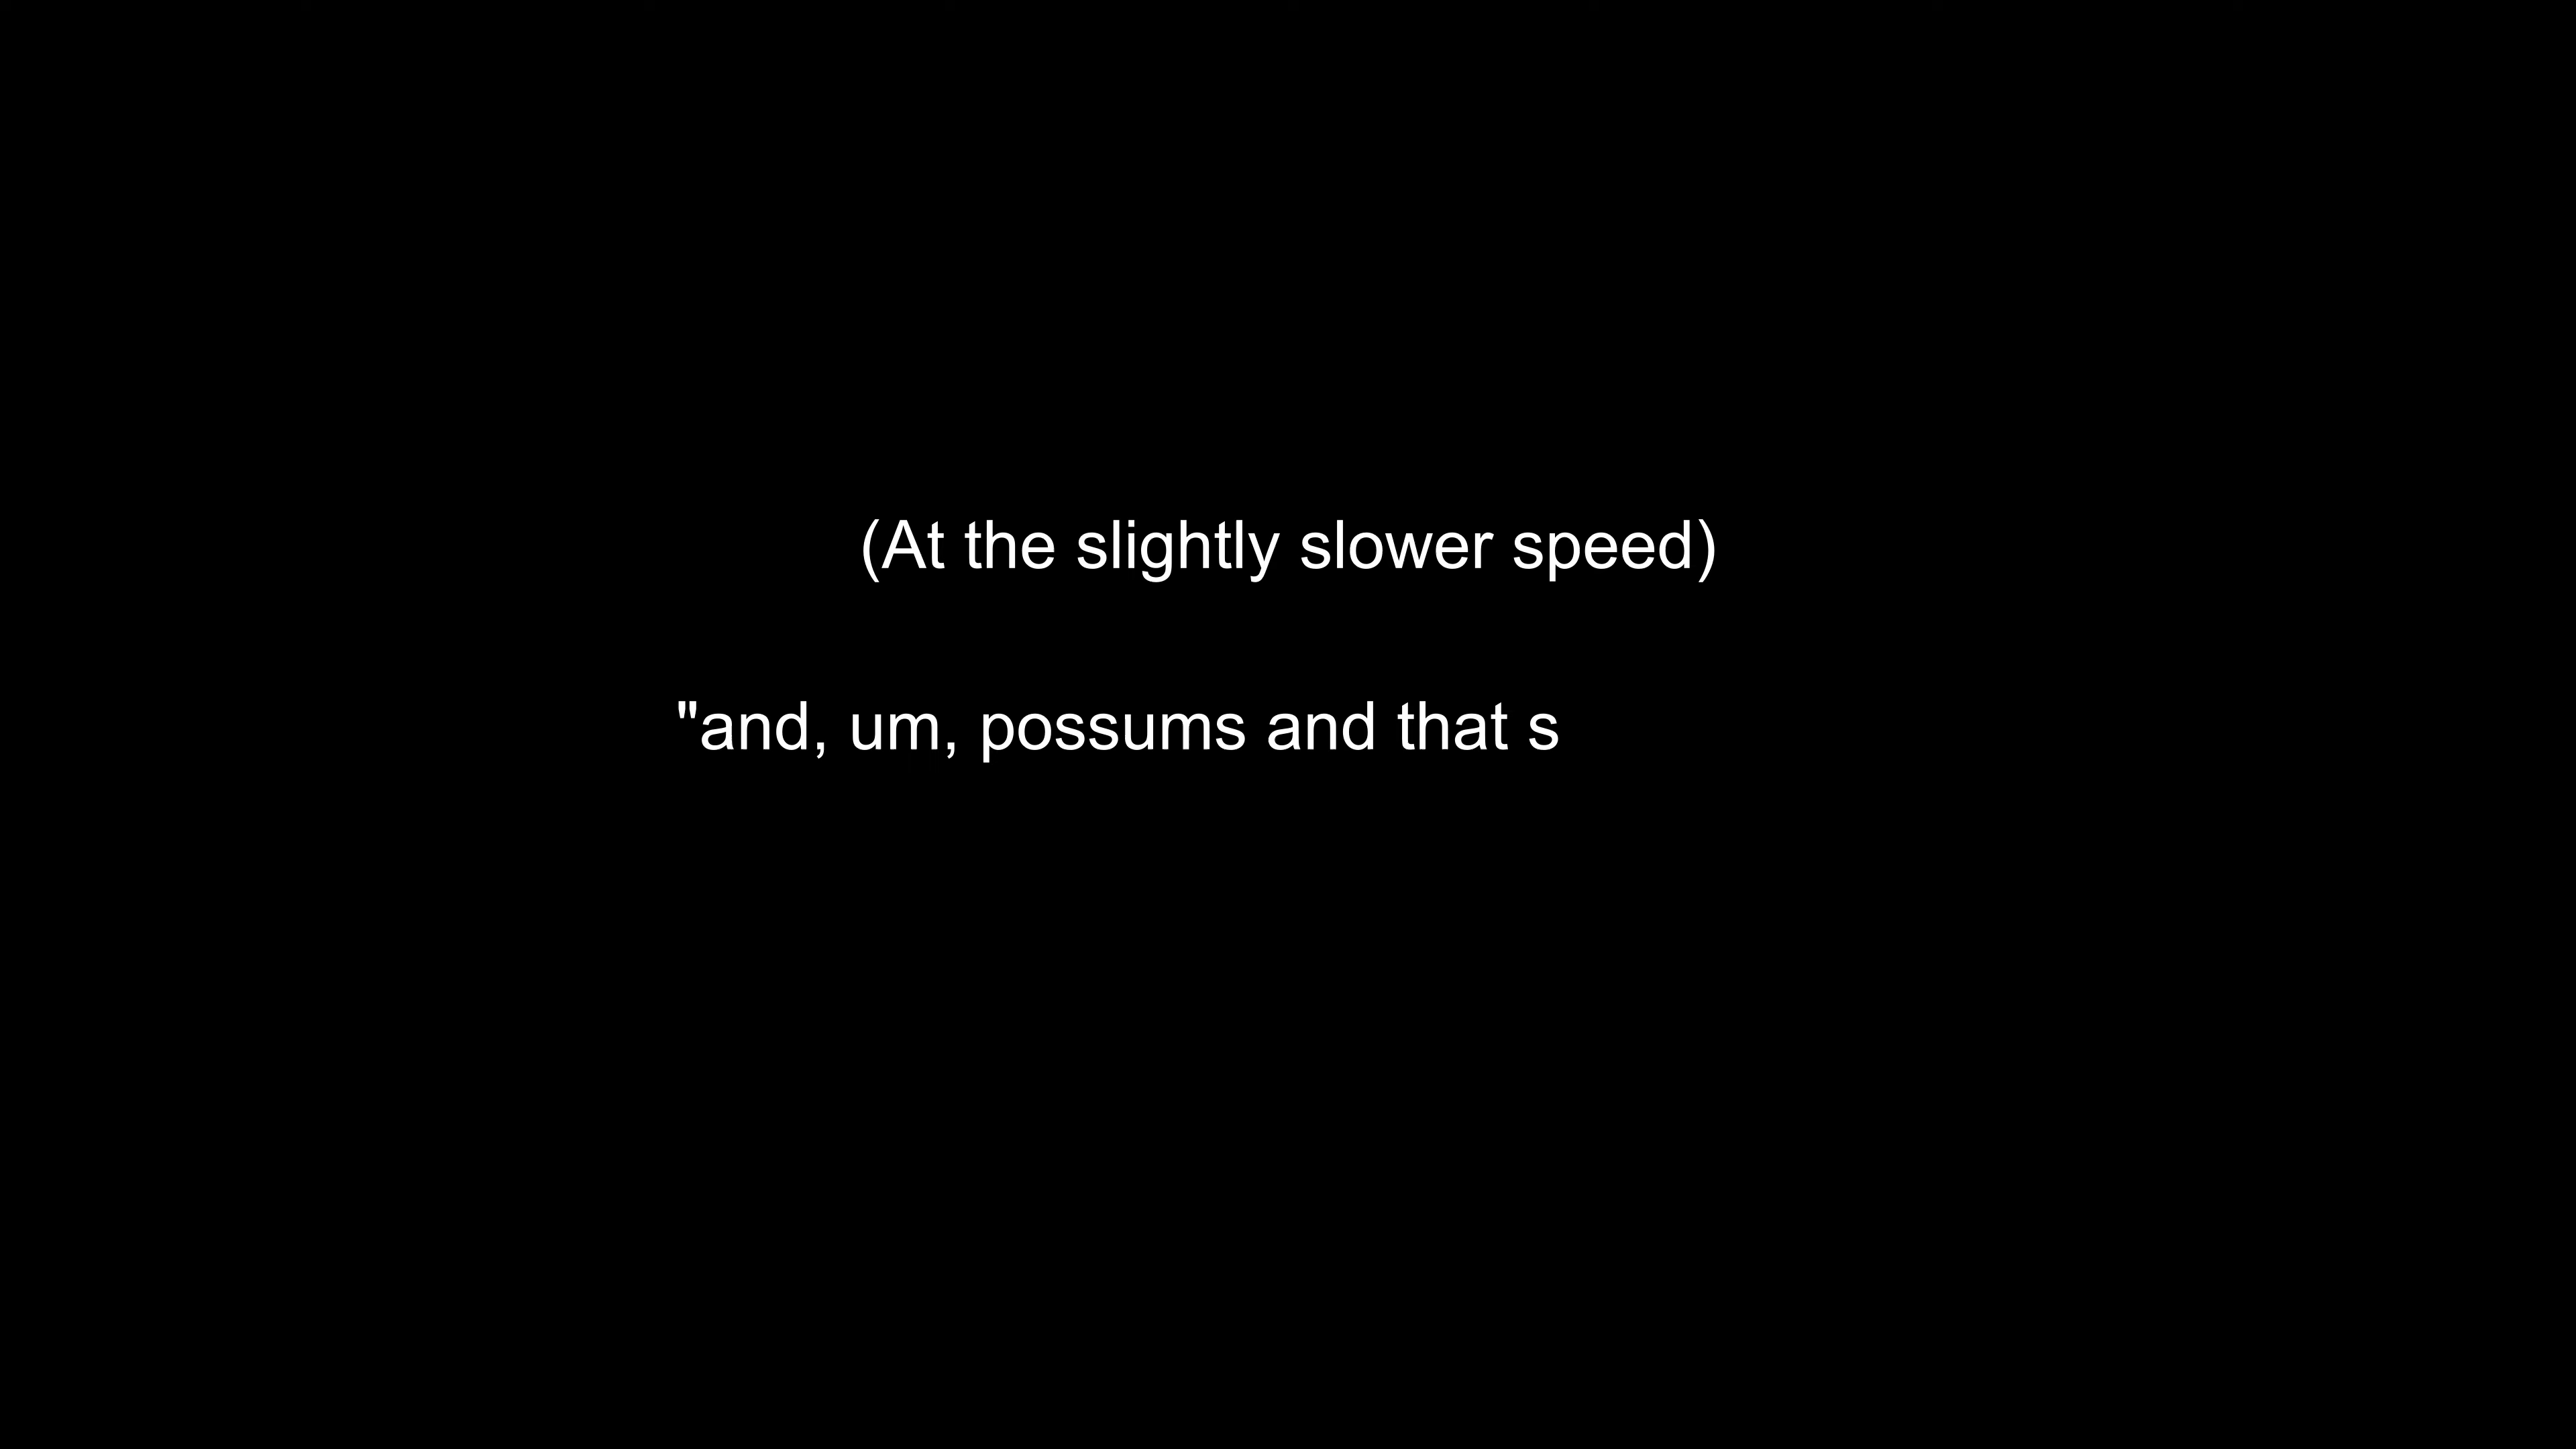 (At the slightly slower speed)
"and, um, possums and that s